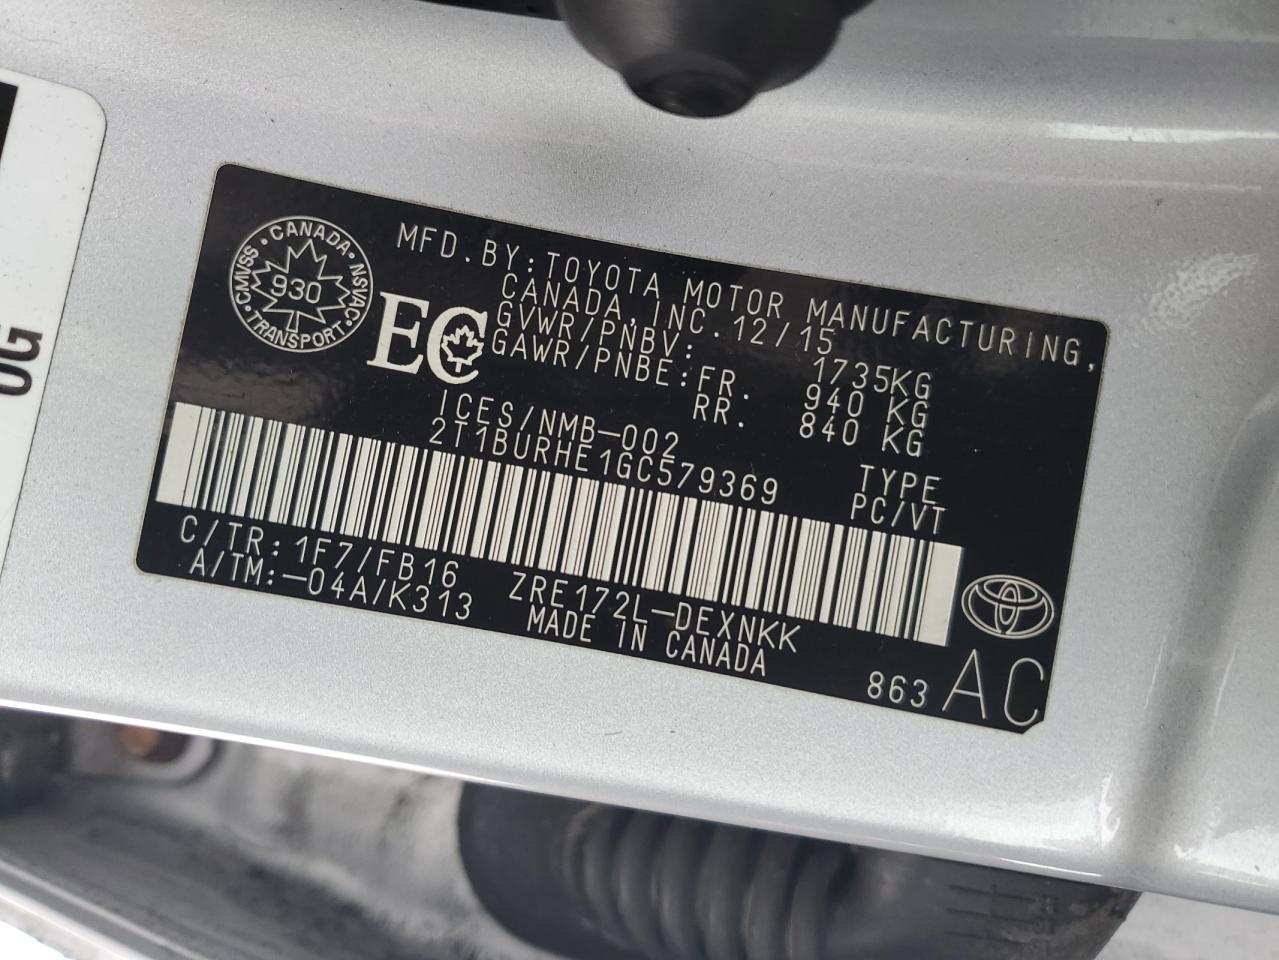 CMVSS • CANADA • NSVAC • TRANSPORT •
930
EC
MFD. BY: TOYOTA MOTOR MANUFACTURING,
CANADA, INC. 12/15
GVWR/PNBV: 1735KG
GAWR/PNBE: FR. 940 KG
RR. 840 KG
ICES/NMB-002
2T1BURHE1GC579369
TYPE
PC/VT
C/TR: 1F7/FB16 ZRE172L-DEXNKK
A/TM:-04A/K313 MADE IN CANADA
863 AC